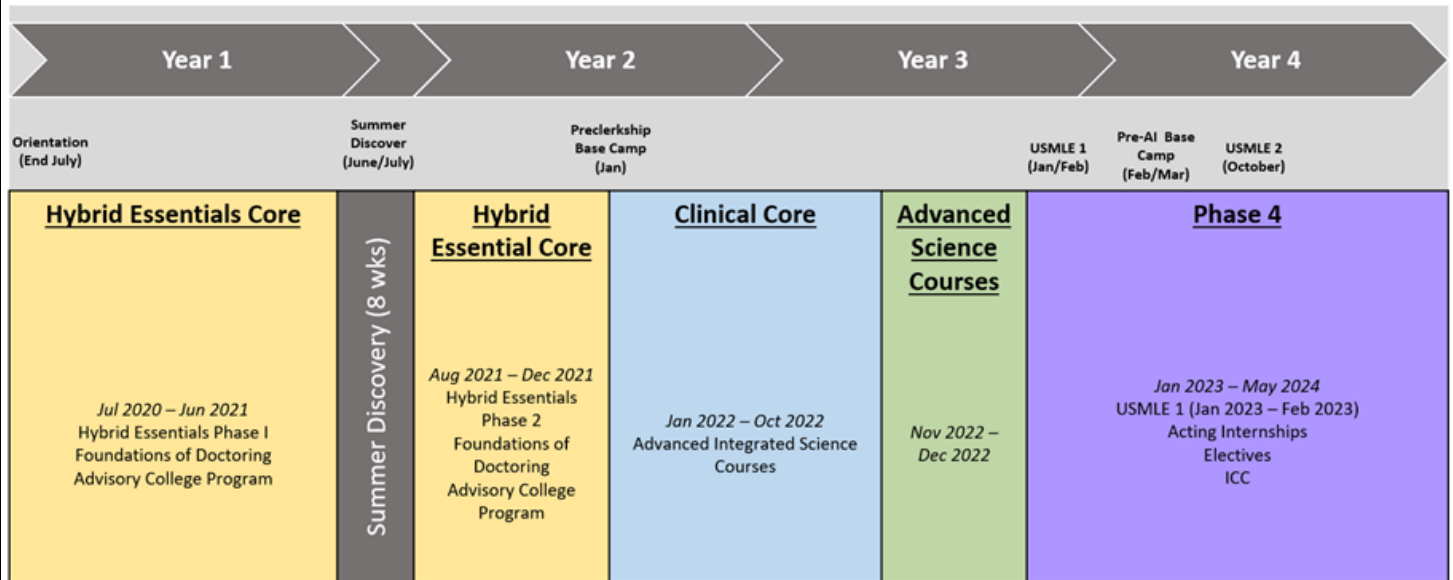 Year 1
Year 2
Year 3
Year 4
Orientation
(End July)
Summer
Discover
(June/July)
Preclerkship
Base Camp
(Jan)
USMLE 1
(Jan/Feb)
Pre-AI Base
Camp
(Feb/Mar)
USMLE 2
(October)
Hybrid Essentials Core
Jul 2020 – Jun 2021
Hybrid Essentials Phase I
Foundations of Doctoring
Advisory College Program
Summer Discovery (8 wks)
Hybrid
Essential Core
Aug 2021 – Dec 2021
Hybrid Essentials
Phase 2
Foundations of
Doctoring
Advisory College
Program
Clinical Core
Jan 2022 – Oct 2022
Advanced Integrated Science
Courses
Advanced
Science
Courses
Nov 2022 –
Dec 2022
Phase 4
Jan 2023 – May 2024
USMLE 1 (Jan 2023 – Feb 2023)
Acting Internships
Electives
ICC